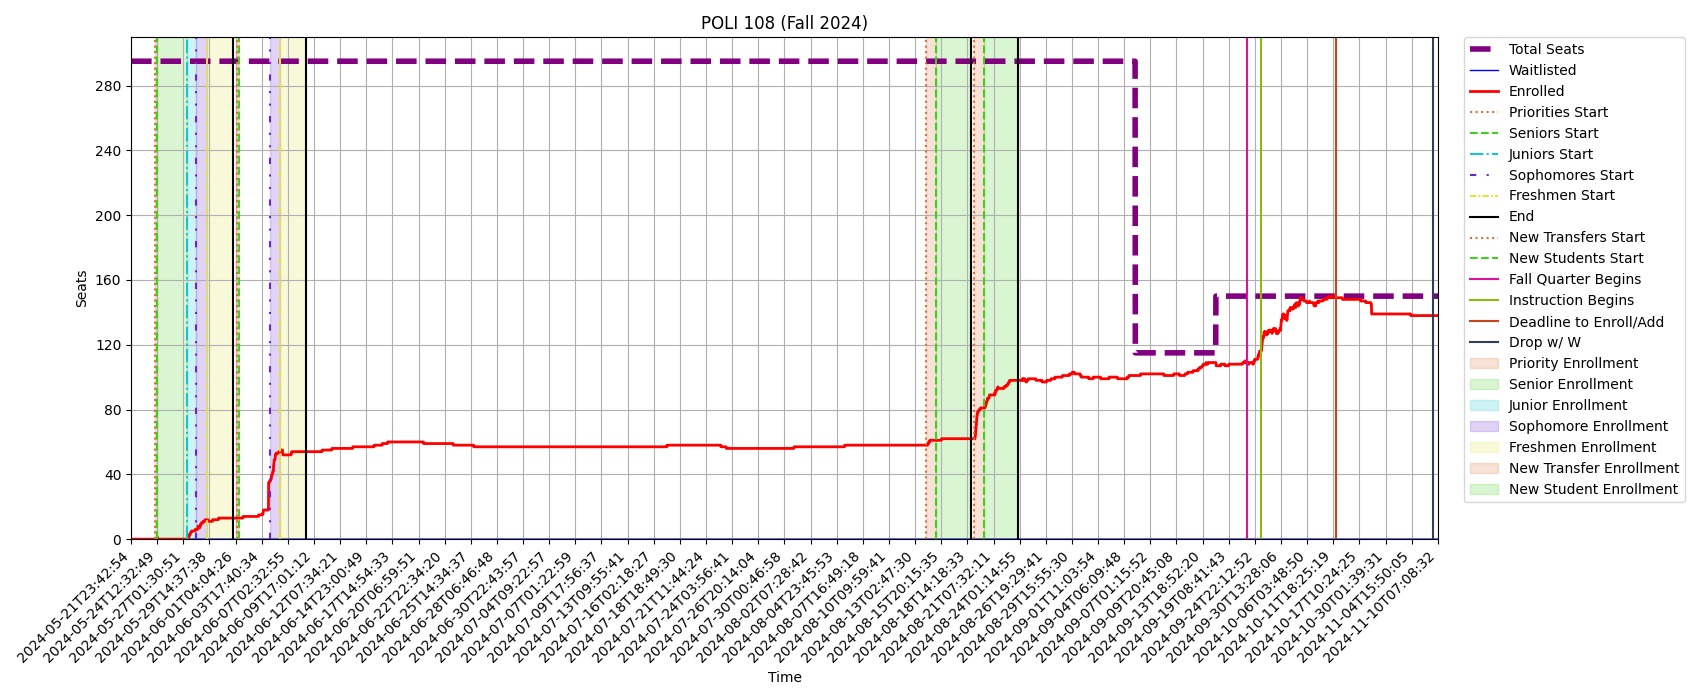 POLI 108 (Fall 2024)
Seats
280
240
200
160
120
80
40
0
2024-05-21T23:42:54
2024-05-24T12:32:49
2024-05-27T01:30:51
2024-05-29T14:37:38
2024-06-01T04:04:26
2024-06-03T17:40:34
2024-06-07T02:32:55
2024-06-09T17:01:12
2024-06-12T07:34:21
2024-06-14T23:00:49
2024-06-17T14:54:33
2024-06-20T06:59:51
2024-06-22T22:34:20
2024-06-25T14:34:37
2024-06-28T06:46:48
2024-06-30T22:43:57
2024-07-04T09:22:57
2024-07-07T01:22:59
2024-07-09T17:56:37
2024-07-13T09:55:41
2024-07-16T02:18:27
2024-07-18T18:49:30
2024-07-21T11:44:24
2024-07-24T03:56:41
2024-07-26T20:14:04
2024-07-30T00:46:58
2024-08-02T07:28:42
2024-08-04T23:45:53
2024-08-07T16:49:18
2024-08-10T09:59:41
2024-08-13T02:47:30
2024-08-15T20:15:35
2024-08-18T14:18:33
2024-08-21T07:32:11
2024-08-24T01:14:55
2024-08-26T19:29:41
2024-08-29T15:55:30
2024-09-01T11:03:54
2024-09-04T06:09:48
2024-09-07T01:15:52
2024-09-09T20:45:08
2024-09-13T18:52:20
2024-09-19T08:41:43
2024-09-24T22:12:52
2024-09-30T13:28:06
2024-10-06T03:48:50
2024-10-11T18:25:19
2024-10-17T10:24:25
2024-10-30T01:39:31
2024-11-04T15:50:05
2024-11-10T07:08:32
Time
Total Seats
Waitlisted
Enrolled
Priorities Start
Seniors Start
Juniors Start
Sophomores Start
Freshmen Start
End
New Transfers Start
New Students Start
Fall Quarter Begins
Instruction Begins
Deadline to Enroll/Add
Drop w/ W
Priority Enrollment
Senior Enrollment
Junior Enrollment
Sophomore Enrollment
Freshmen Enrollment
New Transfer Enrollment
New Student Enrollment